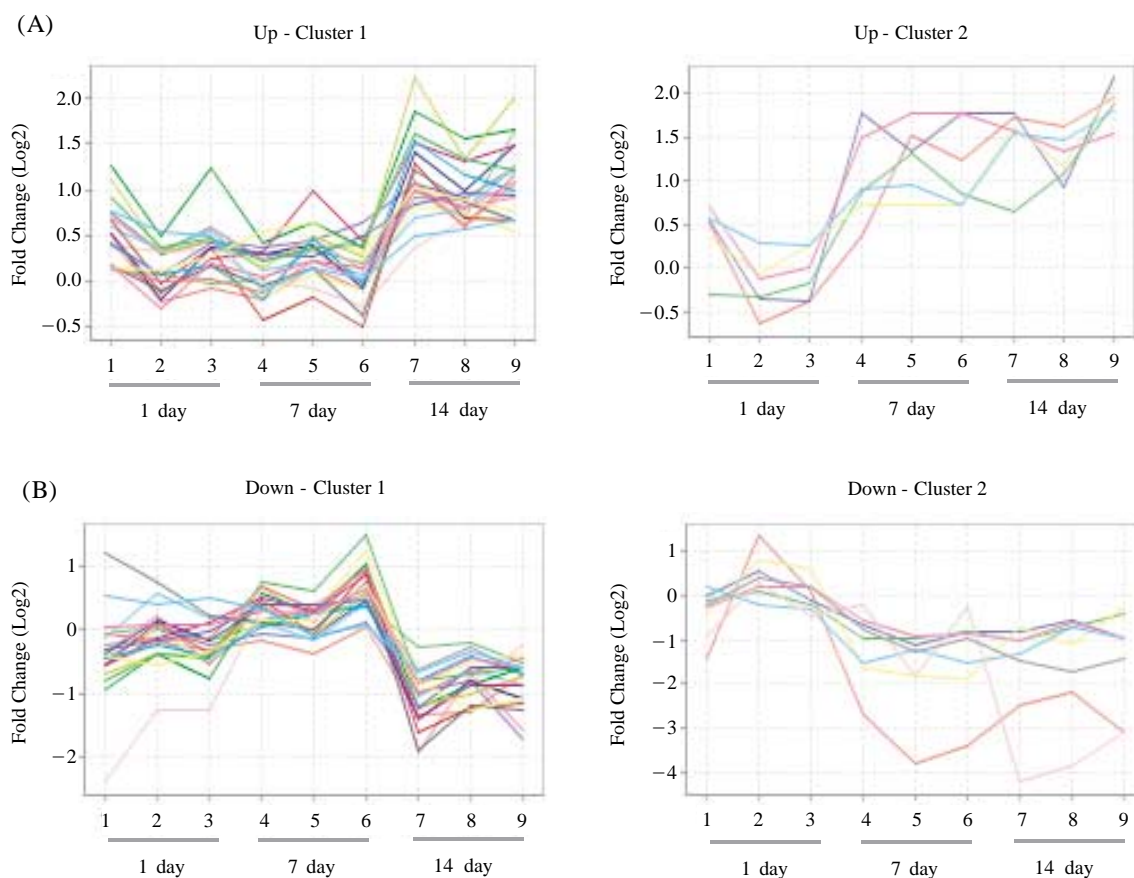 (A)
Up - Cluster 1
Up - Cluster 2
Fold Change (Log2)
2.0
1.5
1.0
0.5
0.0
−0.5
1 2 3 4 5 6 7 8 9
1 day 7 day 14 day
Fold Change (Log2)
2.0
1.5
1.0
0.5
0.0
−0.5
1 2 3 4 5 6 7 8 9
1 day 7 day 14 day
(B)
Down - Cluster 1
Down - Cluster 2
Fold Change (Log2)
1
0
−1
−2
1 2 3 4 5 6 7 8 9
1 day 7 day 14 day
Fold Change (Log2)
1
0
−1
−2
−3
−4
1 2 3 4 5 6 7 8 9
1 day 7 day 14 day